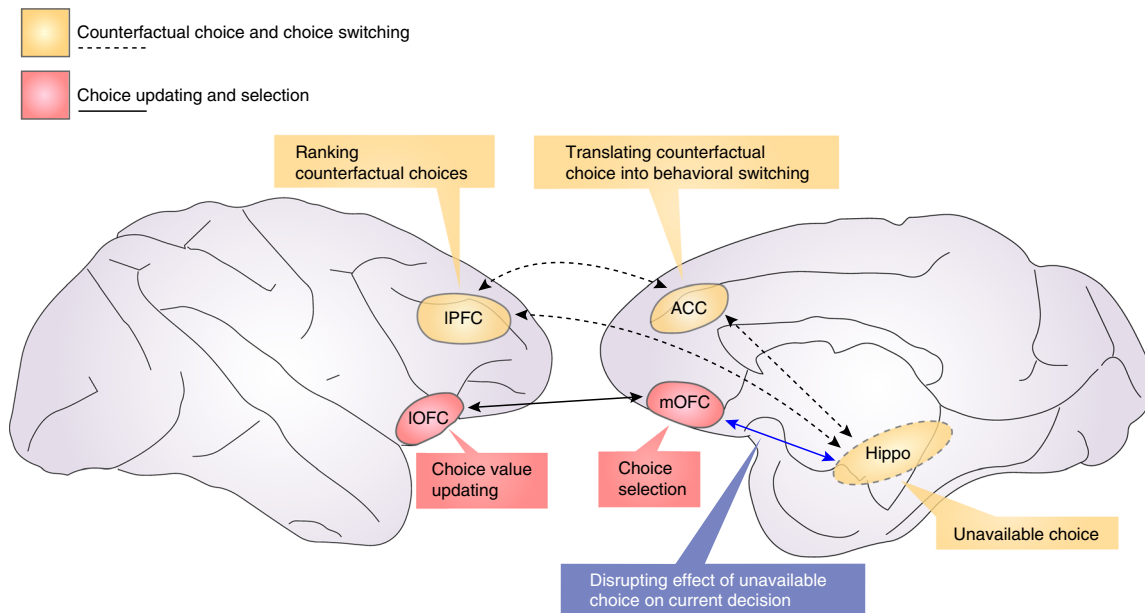 Counterfactual choice and choice switching
Choice updating and selection
Ranking
counterfactual choices
Translating counterfactual
choice into behavioral switching
lPFC
ACC
lOFC
mOFC
Hippo
Choice value
updating
Choice
selection
Unavailable choice
Disrupting effect of unavailable
choice on current decision